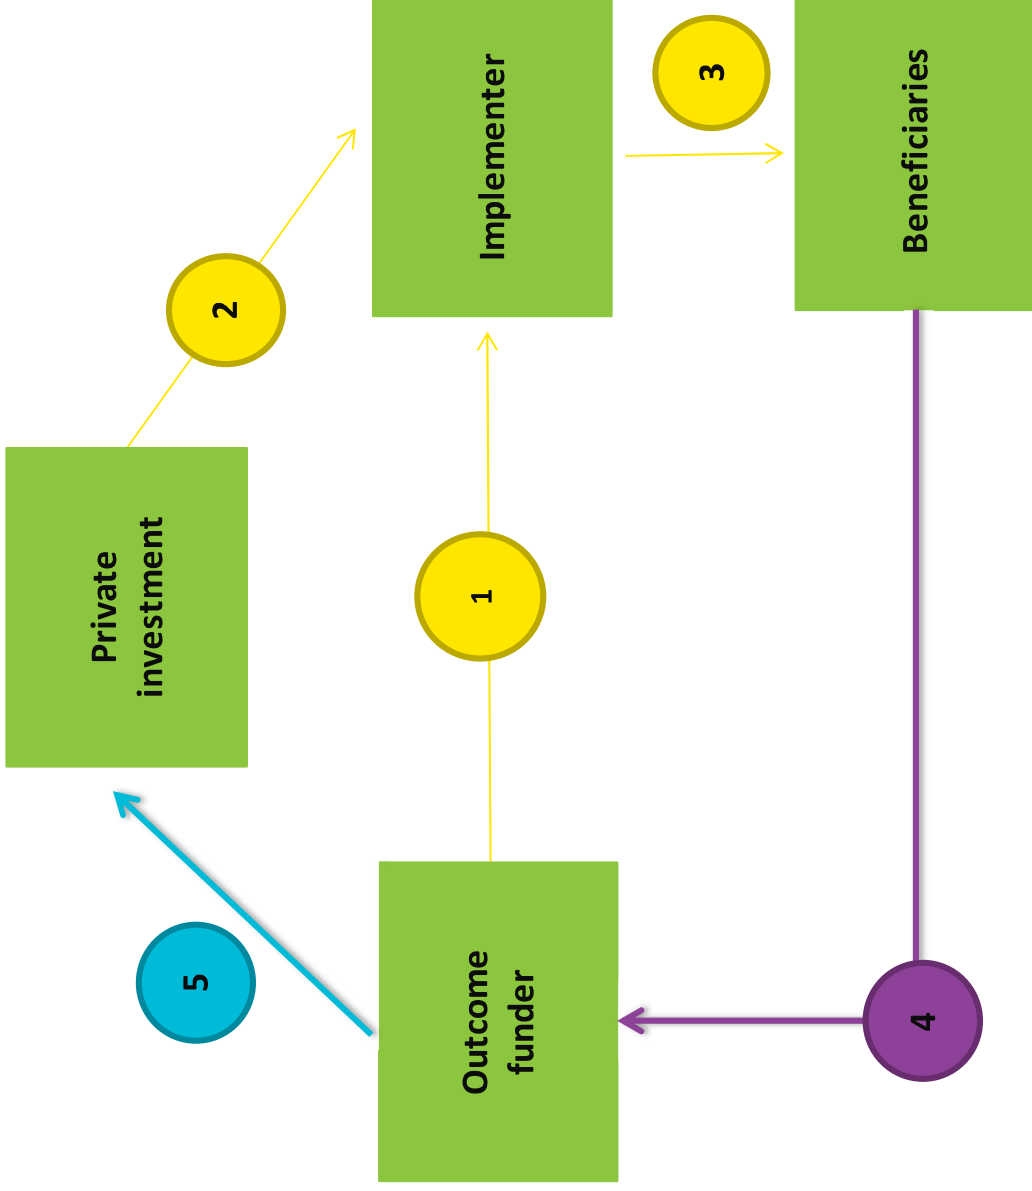 Private
investment
2
5
Implementer
1
Outcome
funder
3
Beneficiaries
4